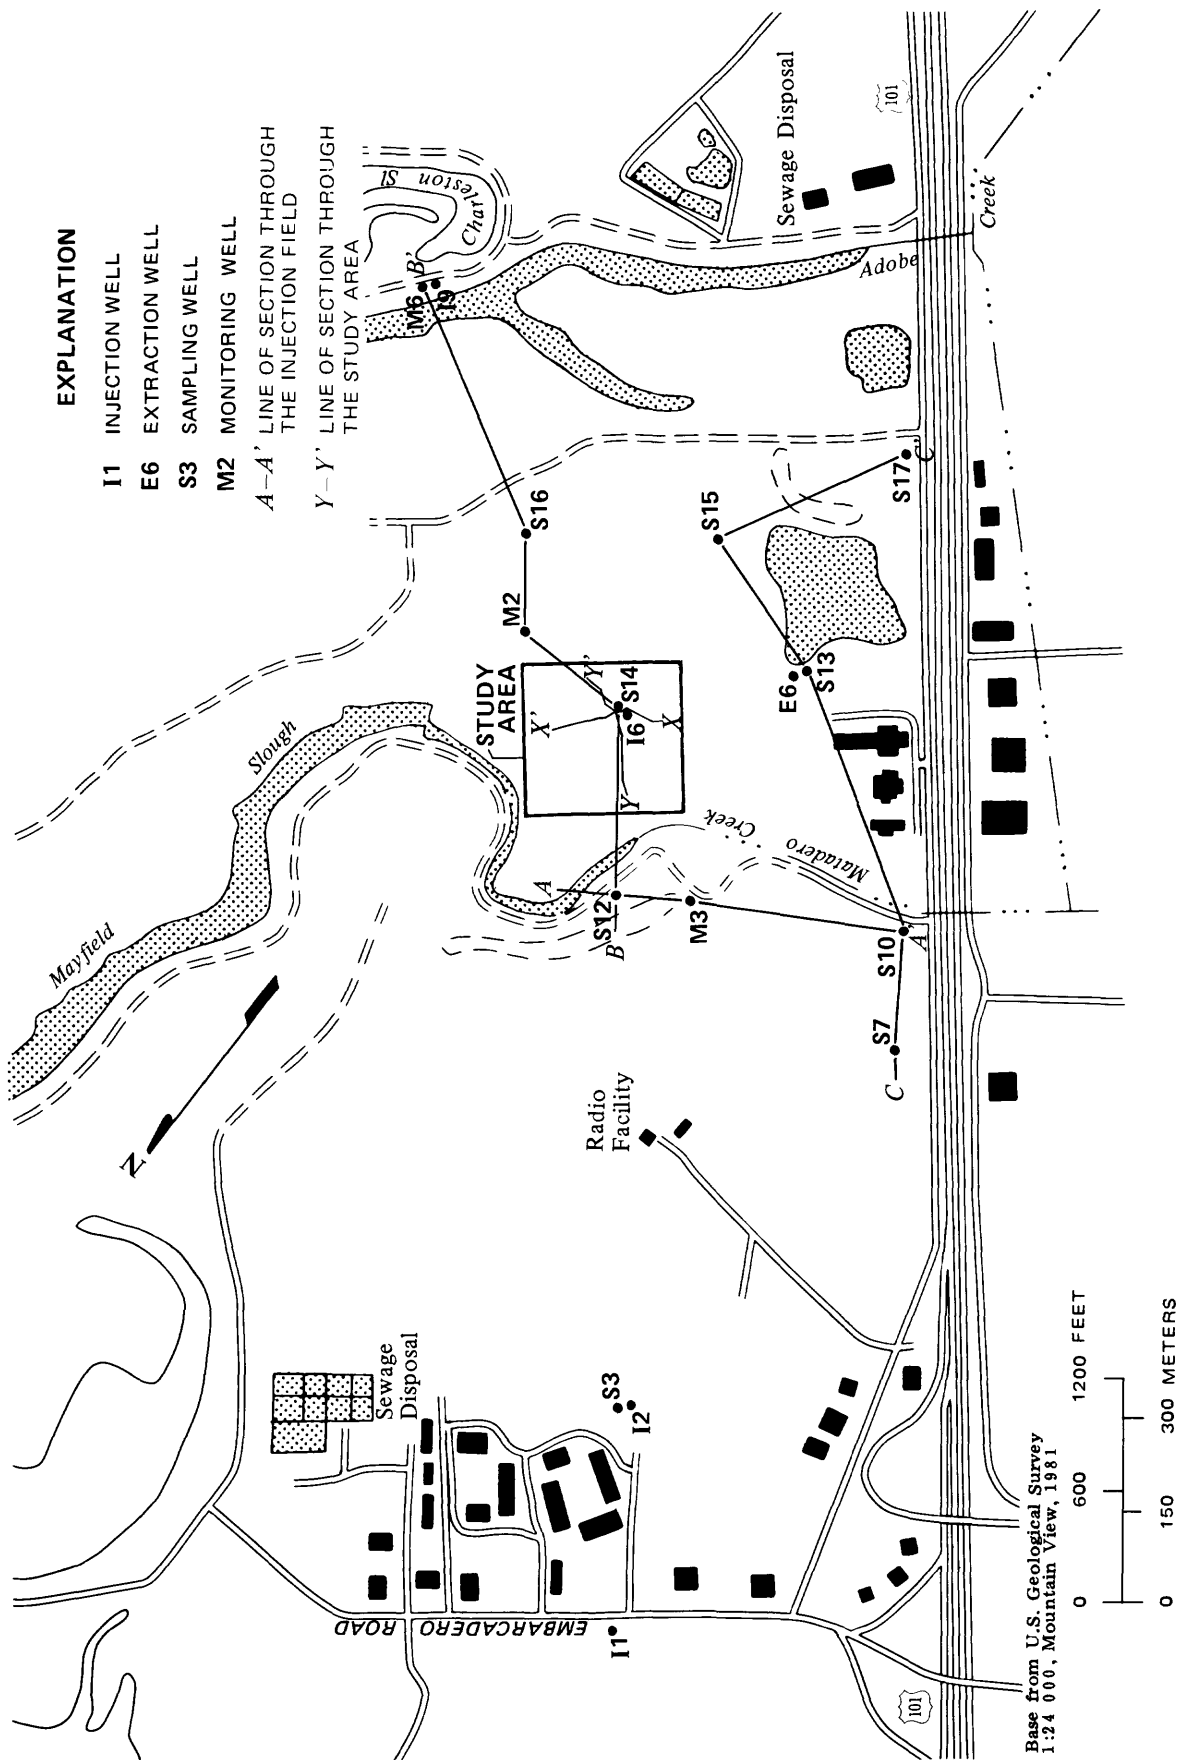 EXPLANATION
I1 INJECTION WELL
E6 EXTRACTION WELL
S3 SAMPLING WELL
M2 MONITORING WELL
A—A' LINE OF SECTION THROUGH
THE INJECTION FIELD
Y—Y' LINE OF SECTION THROUGH
THE STUDY AREA
N
Mayfield
Slough
Charleston Sl
M6
B'
I9
S16
M2
STUDY
AREA
X'
Y'
S14
I6
X
Y
A
S12
B
M3
S10
A'
S7
C
Matadero
Creek
E6
S13
S15
S17
C'
Adobe
Creek
Sewage Disposal
101
Radio
Facility
Sewage
Disposal
S3
I2
I1
EMBARCADERO
ROAD
101
Base from U.S. Geological Survey
1:24 000, Mountain View, 1981
0 600 1200 FEET
0 150 300 METERS